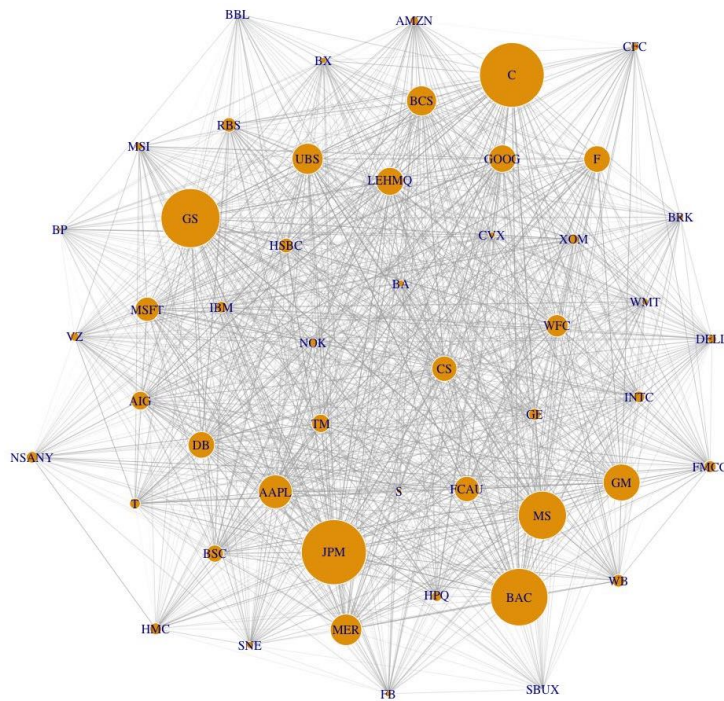 BBL
AMZN
CFC
BX
C
BCS
RBS
MSI
UBS
GOOG
F
LEHMQ
GS
BP
BRK
CVX
XOM
HSBC
BA
WMT
MSFT
IBM
WFC
VZ
NOK
DELL
CS
INTC
AIG
GE
TM
DB
NSANY
FMCC
GM
AAPL
S
FCAU
T
MS
JPM
BSC
WB
HPQ
BAC
HMC
MER
SNE
FB
SBUX